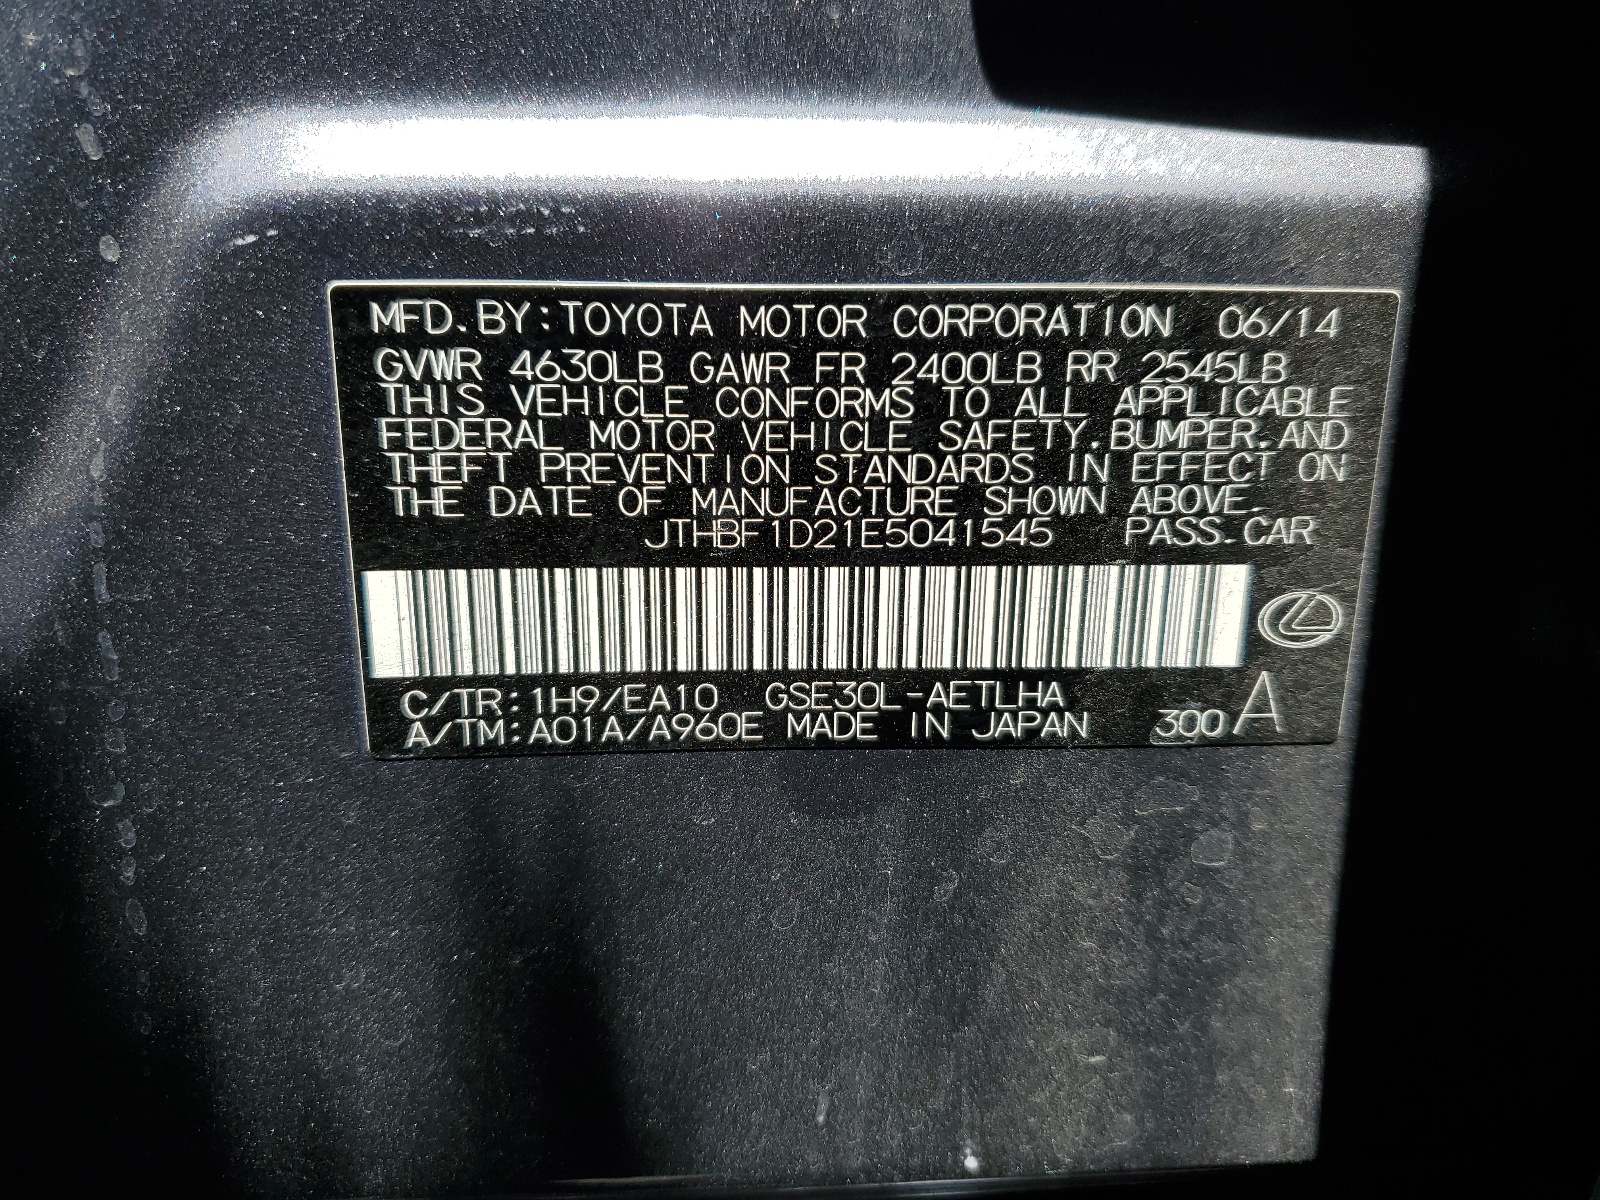 MFD. BY: TOYOTA MOTOR CORPORATION 06/14
GVWR 4630LB GAWR FR 2400LB RR 2545LB
THIS VEHICLE CONFORMS TO ALL APPLICABLE
FEDERAL MOTOR VEHICLE SAFETY, BUMPER, AND
THEFT PREVENTION STANDARDS IN EFFECT ON
THE DATE OF MANUFACTURE SHOWN ABOVE.
JTHBF1D21E5041545 PASS. CAR
C/TR: 1H9/EA10 GSE30L-AETLHA
A/TM: A01A/A960E MADE IN JAPAN 300 A